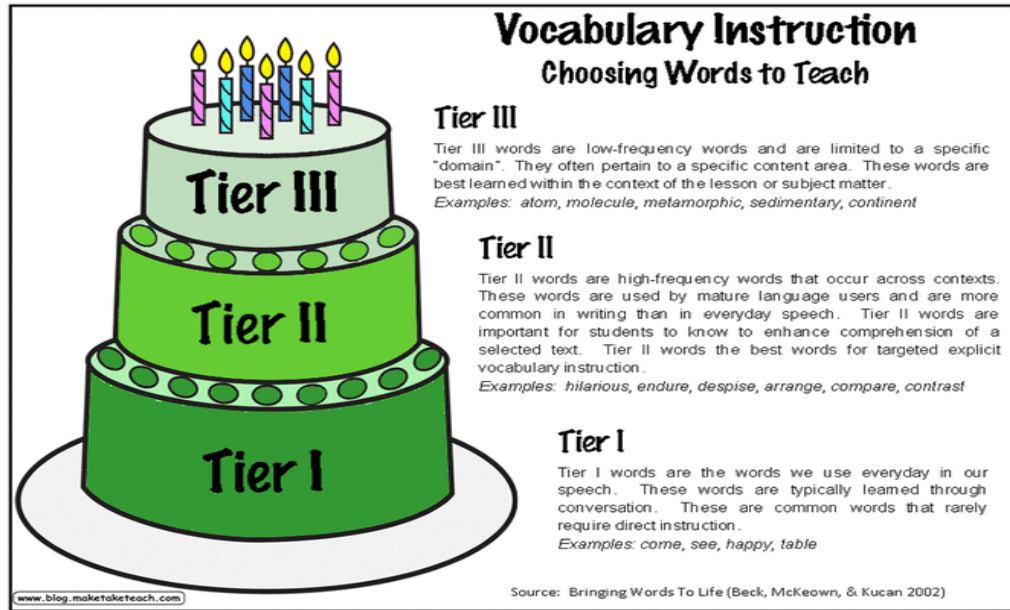 Vocabulary Instruction
Choosing Words to Teach
Tier III
Tier III words are low-frequency words and are limited to a specific
"domain". They often pertain to a specific content area. These words are
best learned within the context of the lesson or subject matter.
Examples: atom, molecule, metamorphic, sedimentary, continent
Tier II
Tier II words are high-frequency words that occur across contexts.
These words are used by mature language users and are more
common in writing than in everyday speech. Tier II words are
important for students to know to enhance comprehension of a
selected text. Tier II words the best words for targeted explicit
vocabulary instruction.
Examples: hilarious, endure, despise, arrange, compare, contrast
Tier I
Tier I words are the words we use everyday in our
speech. These words are typically learned through
conversation. These are common words that rarely
require direct instruction.
Examples: come, see, happy, table
Tier III
Tier II
Tier I
www.blog.maketaketeach.com
Source: Bringing Words To Life (Beck, McKeown, & Kucan 2002)